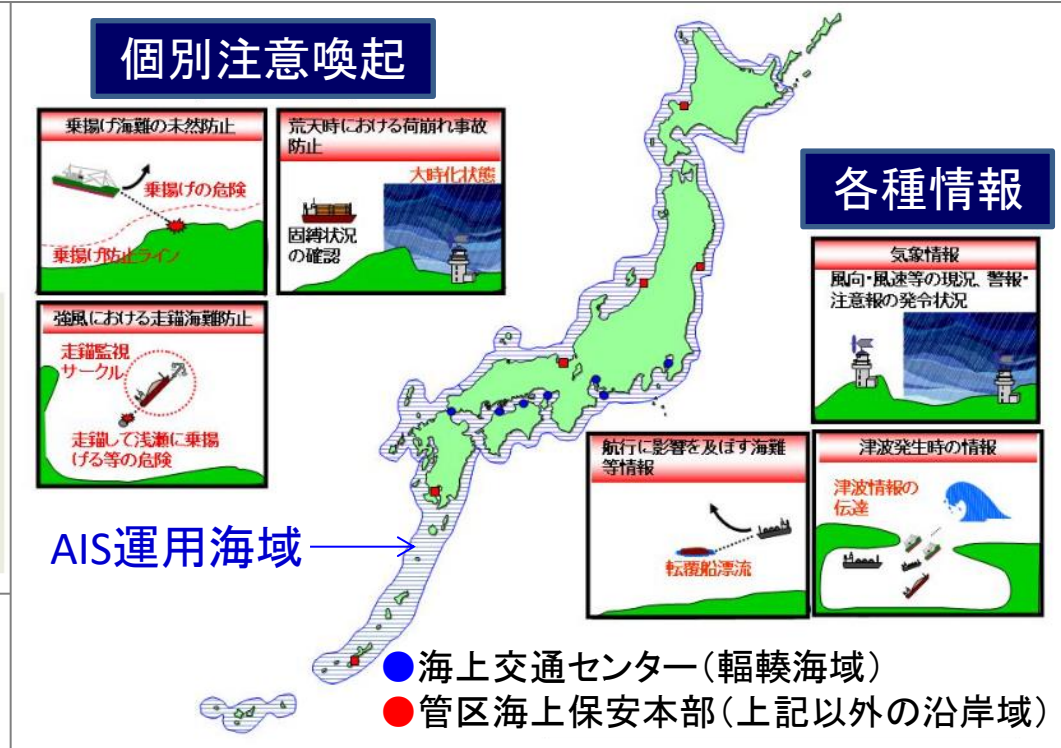 個別注意喚起
乗揚げ海難の未然防止
乗揚げの危険
乗揚げ防止ライン
荒天時における荷崩れ事故
防止
大時化状態
固縛状況
の確認
強風における走錨海難防止
走錨監視
サークル
走錨して浅瀬に乗揚
げる等の危険
AIS運用海域
各種情報
気象情報
風向・風速等の現況、警報・
注意報の発令状況
航行に影響を及ぼす海難
等情報
転覆船漂流
津波発生時の情報
津波情報の
伝達
●海上交通センター(輻輳海域)
●管区海上保安本部(上記以外の沿岸域)